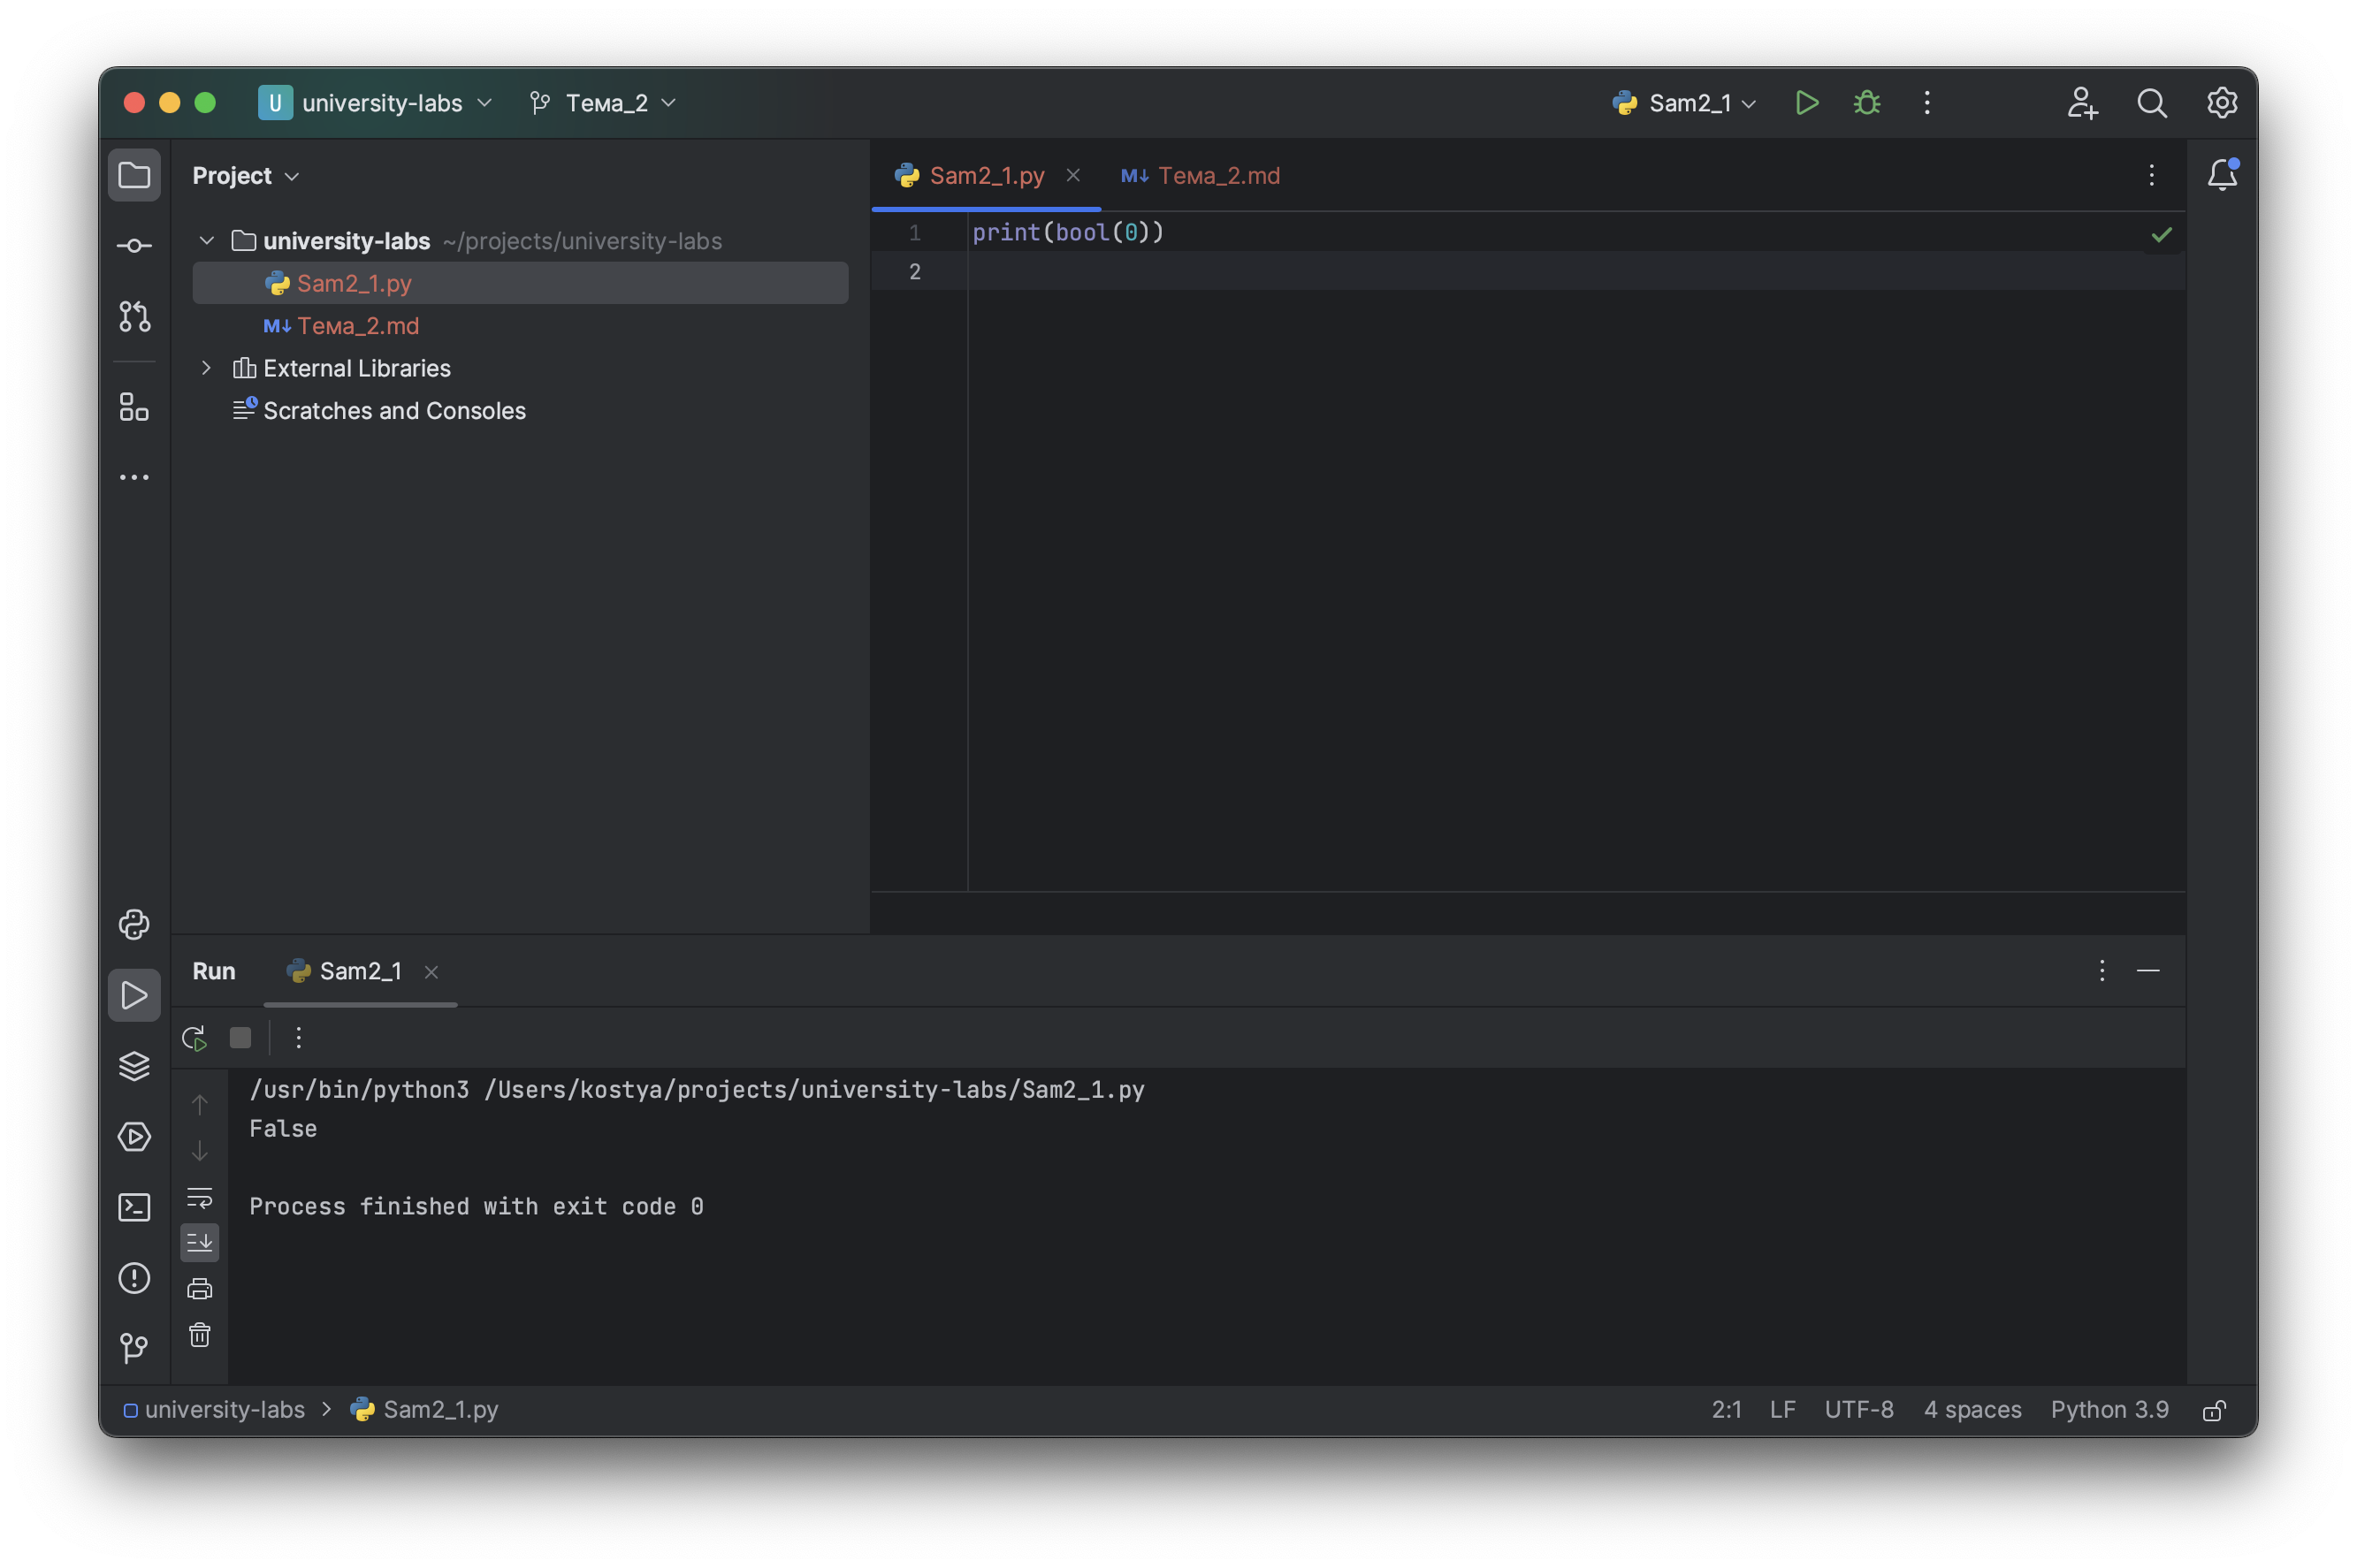 U university-labs Тема_2 Sam2_1
Project
Sam2_1.py M↓ Тема_2.md
university-labs ~/projects/university-labs
Sam2_1.py
M↓ Тема_2.md
External Libraries
Scratches and Consoles
1 print(bool(0))
2
Run Sam2_1
/usr/bin/python3 /Users/kostya/projects/university-labs/Sam2_1.py
False
Process finished with exit code 0
university-labs > Sam2_1.py 2:1 LF UTF-8 4 spaces Python 3.9